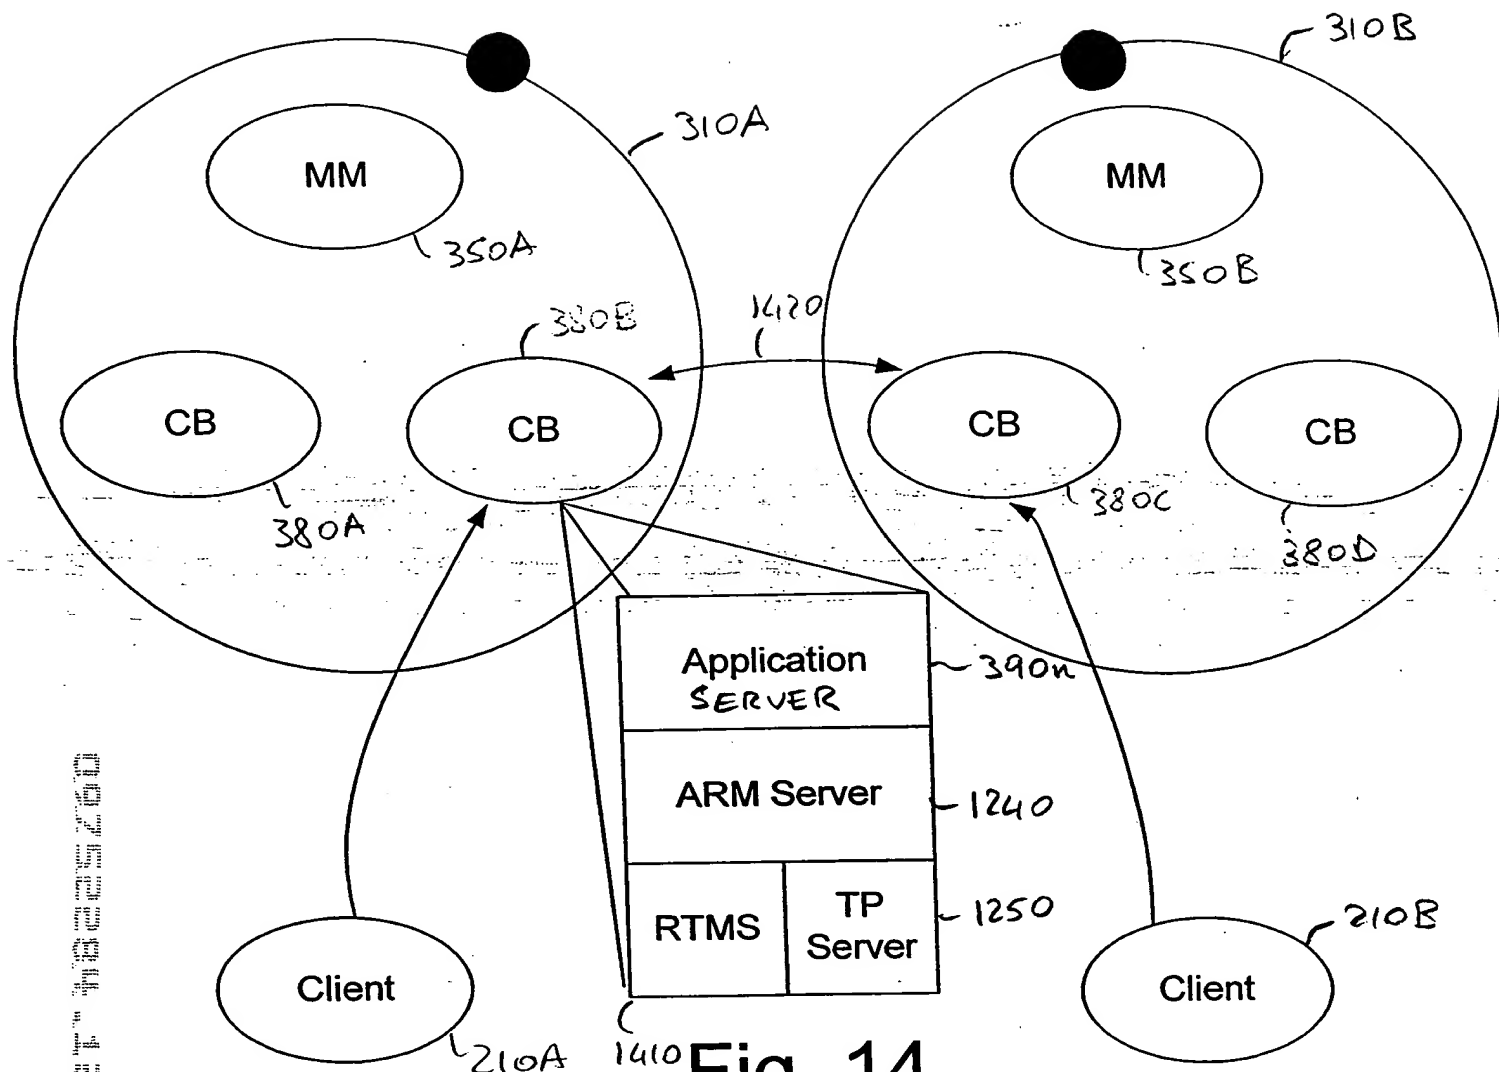 310B
310A
MM
MM
350A
350B
380B
1420
CB
CB
CB
CB
380A
380C
380D
Application
SERVER
390n
ARM Server
1240
RTMS
TP
Server
1250
Client
210A
Client
210B
1410
Fig. 14